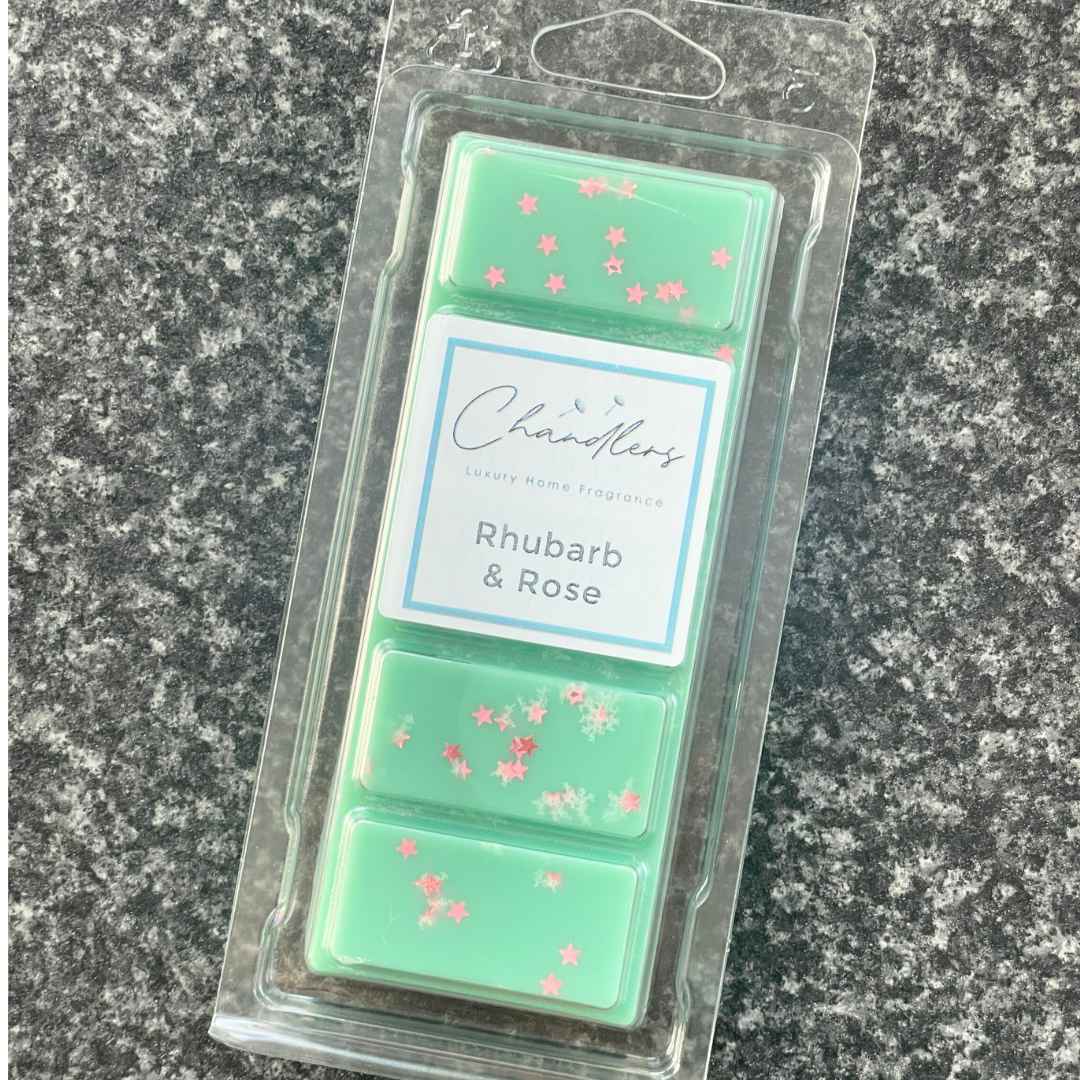 Chandlers
Luxury Home Fragrance
Rhubarb
& Rose